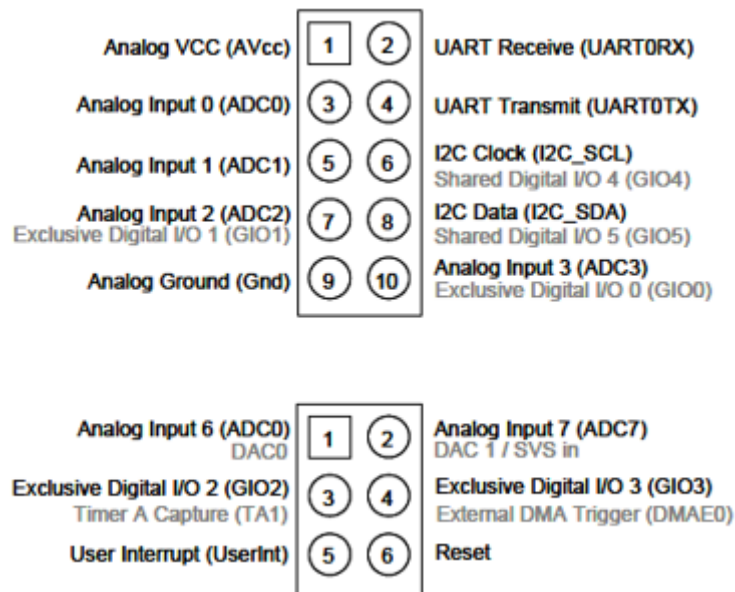 Analog VCC (AVcc) 1 2 UART Receive (UART0RX)
Analog Input 0 (ADC0) 3 4 UART Transmit (UART0TX)
Analog Input 1 (ADC1) 5 6 I2C Clock (I2C_SCL)
Shared Digital I/O 4 (GIO4)
Analog Input 2 (ADC2) 7 8 I2C Data (I2C_SDA)
Exclusive Digital I/O 1 (GIO1) Shared Digital I/O 5 (GIO5)
Analog Ground (Gnd) 9 10 Analog Input 3 (ADC3)
Exclusive Digital I/O 0 (GIO0)
Analog Input 6 (ADC0) 1 2 Analog Input 7 (ADC7)
DAC0 DAC 1 / SVS in
Exclusive Digital I/O 2 (GIO2) 3 4 Exclusive Digital I/O 3 (GIO3)
Timer A Capture (TA1) External DMA Trigger (DMAE0)
User Interrupt (UserInt) 5 6 Reset